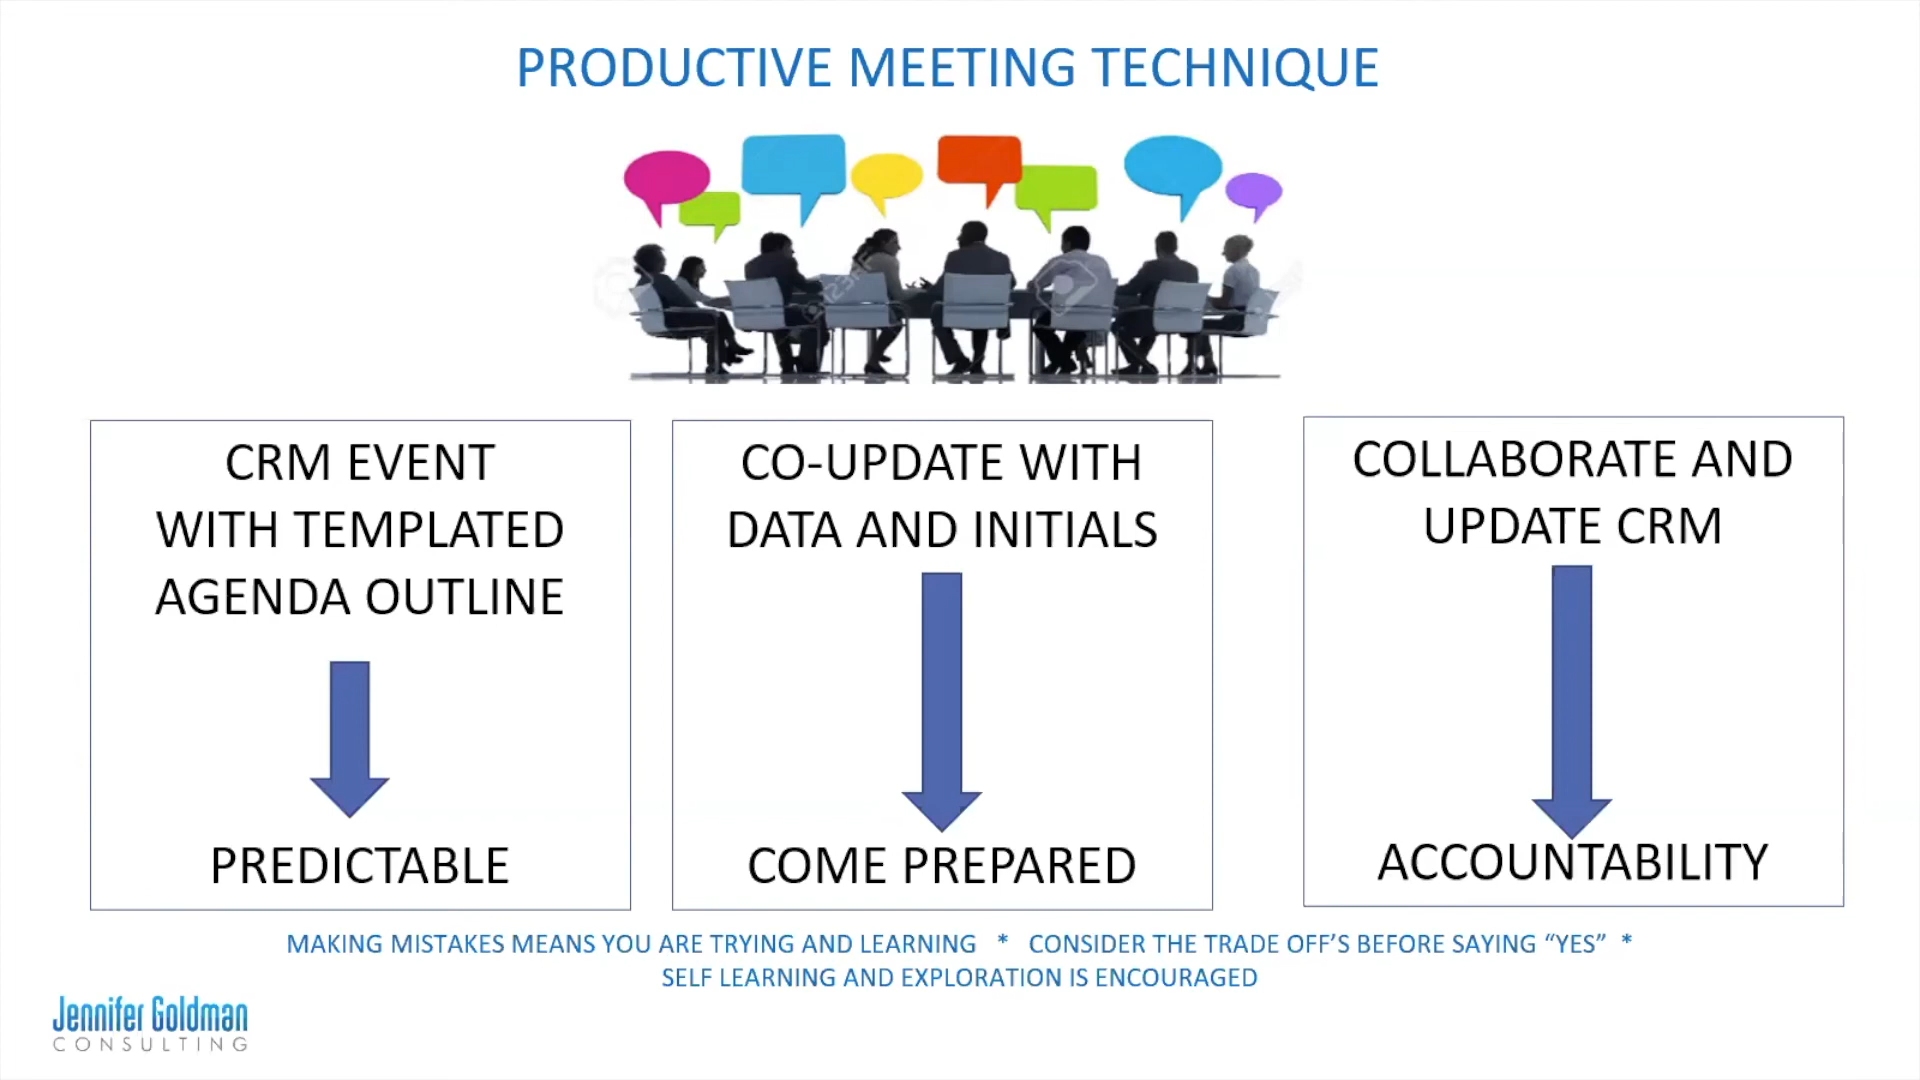 PRODUCTIVE MEETING TECHNIQUE
123RF
CRM EVENT
WITH TEMPLATED
AGENDA OUTLINE
PREDICTABLE
CO-UPDATE WITH
DATA AND INITIALS
COME PREPARED
COLLABORATE AND
UPDATE CRM
ACCOUNTABILITY
MAKING MISTAKES MEANS YOU ARE TRYING AND LEARNING * CONSIDER THE TRADE OFF’S BEFORE SAYING “YES” *
SELF LEARNING AND EXPLORATION IS ENCOURAGED
Jennifer Goldman
CONSULTING